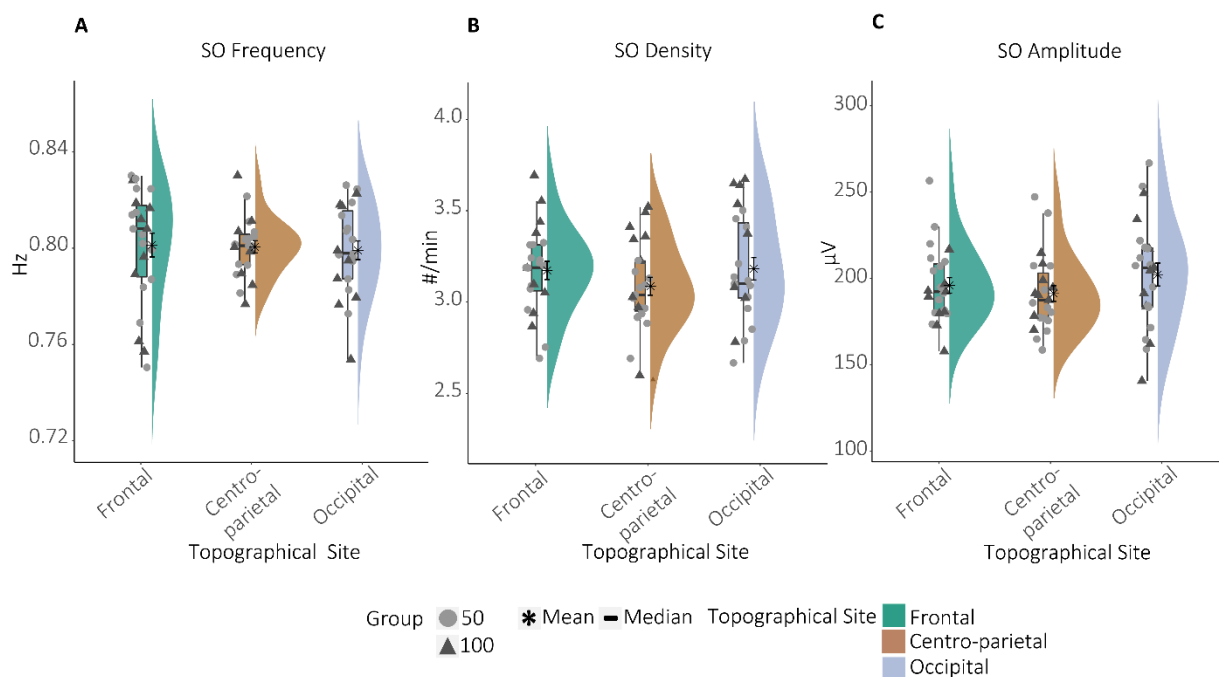 A
SO Frequency
Hz
0.84
0.80
0.76
0.72
Frontal
Centro-
parietal
Occipital
Topographical Site
B
SO Density
#/min
4.0
3.5
3.0
2.5
Frontal
Centro-
parietal
Occipital
Topographical Site
C
SO Amplitude
µV
300
250
200
150
100
Frontal
Centro-
parietal
Occipital
Topographical Site
Group
50
100
Mean
Median
Topographical Site
Frontal
Centro-parietal
Occipital